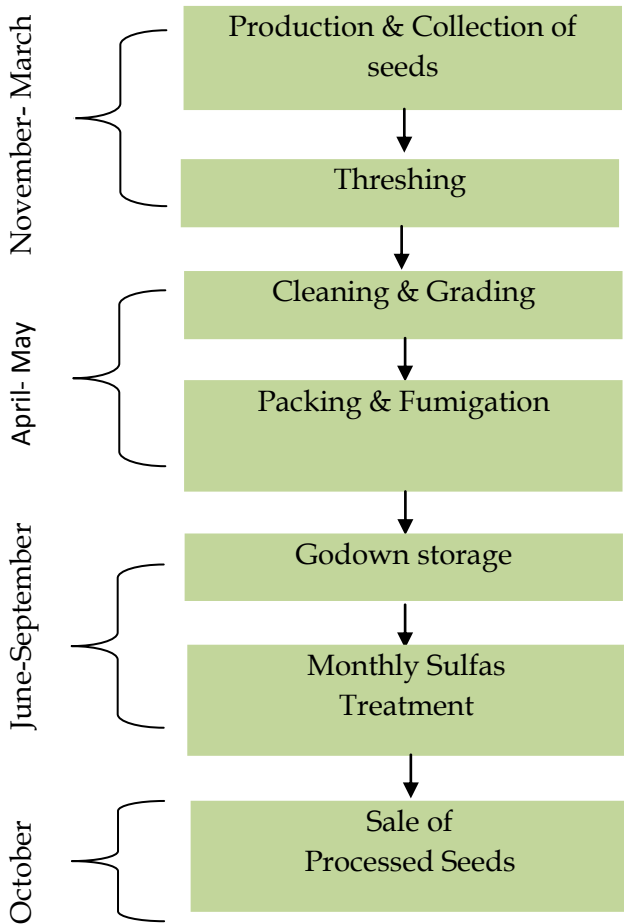 November- March
Production & Collection of
seeds
Threshing
April- May
Cleaning & Grading
Packing & Fumigation
June-September
Godown storage
Monthly Sulfas
Treatment
October
Sale of
Processed Seeds